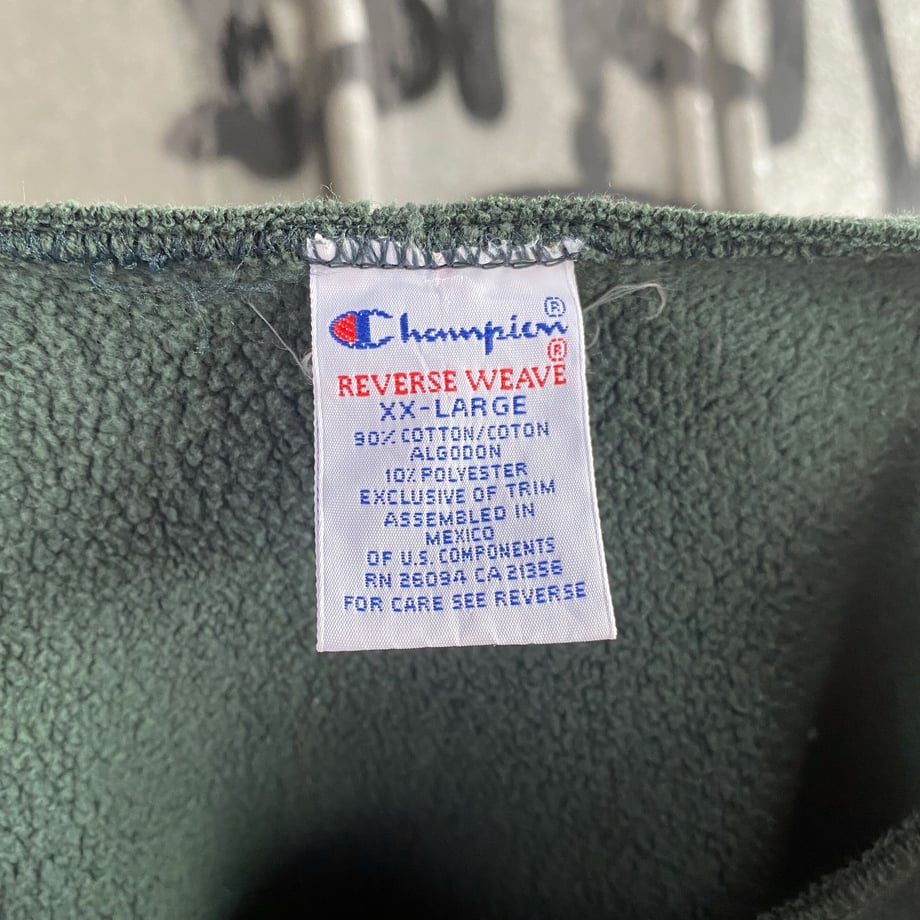 Champion®
®
REVERSE WEAVE
XX-LARGE
90% COTTON/COTON
ALGODON
10% POLYESTER
EXCLUSIVE OF TRIM
ASSEMBLED IN
MEXICO
OF U.S. COMPONENTS
RN 26094 CA 21356
FOR CARE SEE REVERSE